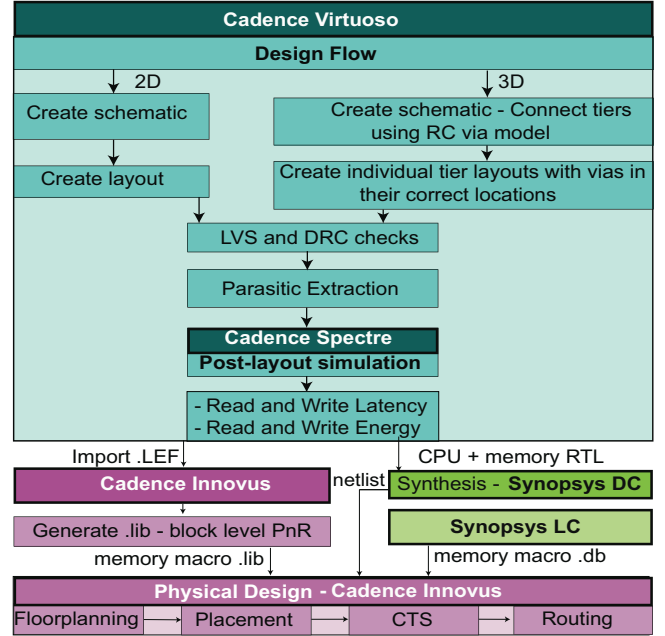 Cadence Virtuoso
Design Flow
2D
3D
Create schematic
Create schematic - Connect tiers
using RC via model
Create layout
Create individual tier layouts with vias in
their correct locations
LVS and DRC checks
Parasitic Extraction
Cadence Spectre
Post-layout simulation
- Read and Write Latency
- Read and Write Energy
Import .LEF
CPU + memory RTL
Cadence Innovus
netlist
Synthesis - Synopsys DC
Generate .lib - block level PnR
Synopsys LC
memory macro .lib
memory macro .db
Physical Design - Cadence Innovus
Floorplanning
Placement
CTS
Routing